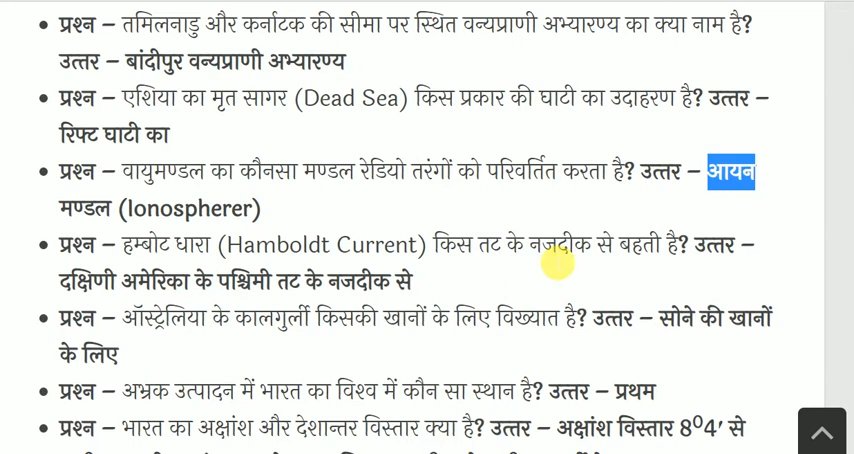 • प्रश्न – तमिलनाडु और कर्नाटक की सीमा पर स्थित वन्यप्राणी अभ्यारण्य का क्या नाम है?
उत्तर – बांदीपुर वन्यप्राणी अभ्यारण्य
• प्रश्न – एशिया का मृत सागर (Dead Sea) किस प्रकार की घाटी का उदाहरण है? उत्तर –
रिफ्ट घाटी का
• प्रश्न – वायुमण्डल का कौनसा मण्डल रेडियो तरंगों को परिवर्तित करता है? उत्तर – आयन
मण्डल (Ionospherer)
• प्रश्न – हम्बोट धारा (Hamboldt Current) किस तट के नजदीक से बहती है? उत्तर –
दक्षिणी अमेरिका के पश्चिमी तट के नजदीक से
• प्रश्न – ऑस्ट्रेलिया के कालगुर्ली किसकी खानों के लिए विख्यात है? उत्तर – सोने की खानों
के लिए
• प्रश्न – अभ्रक उत्पादन में भारत का विश्व में कौन सा स्थान है? उत्तर – प्रथम
• प्रश्न – भारत का अक्षांश और देशान्तर विस्तार क्या है? उत्तर – अक्षांश विस्तार 8⁰4′ से